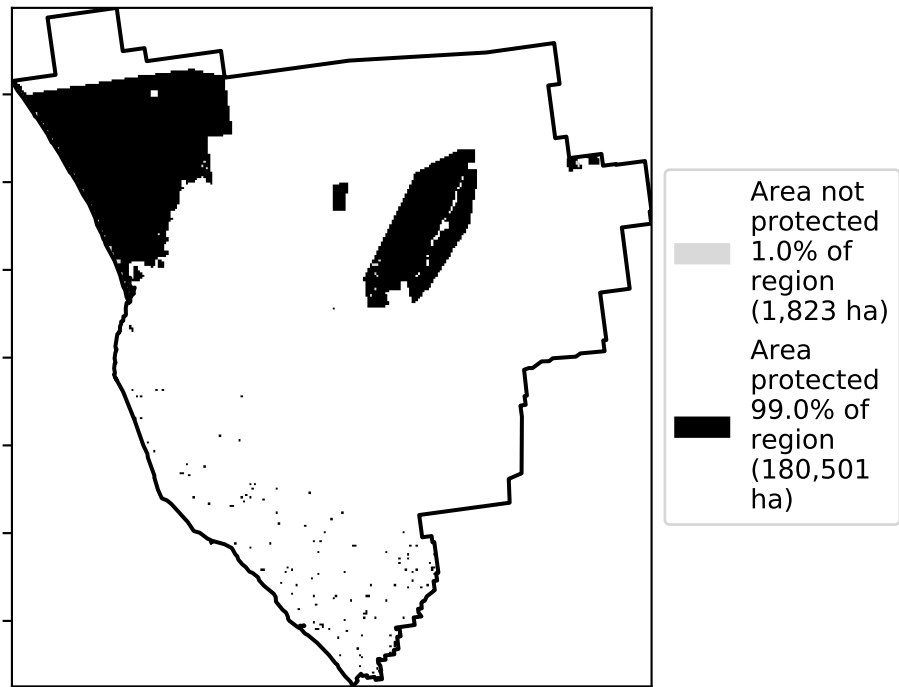 Area not
protected
1.0% of
region
(1,823 ha)
Area
protected
99.0% of
region
(180,501
ha)